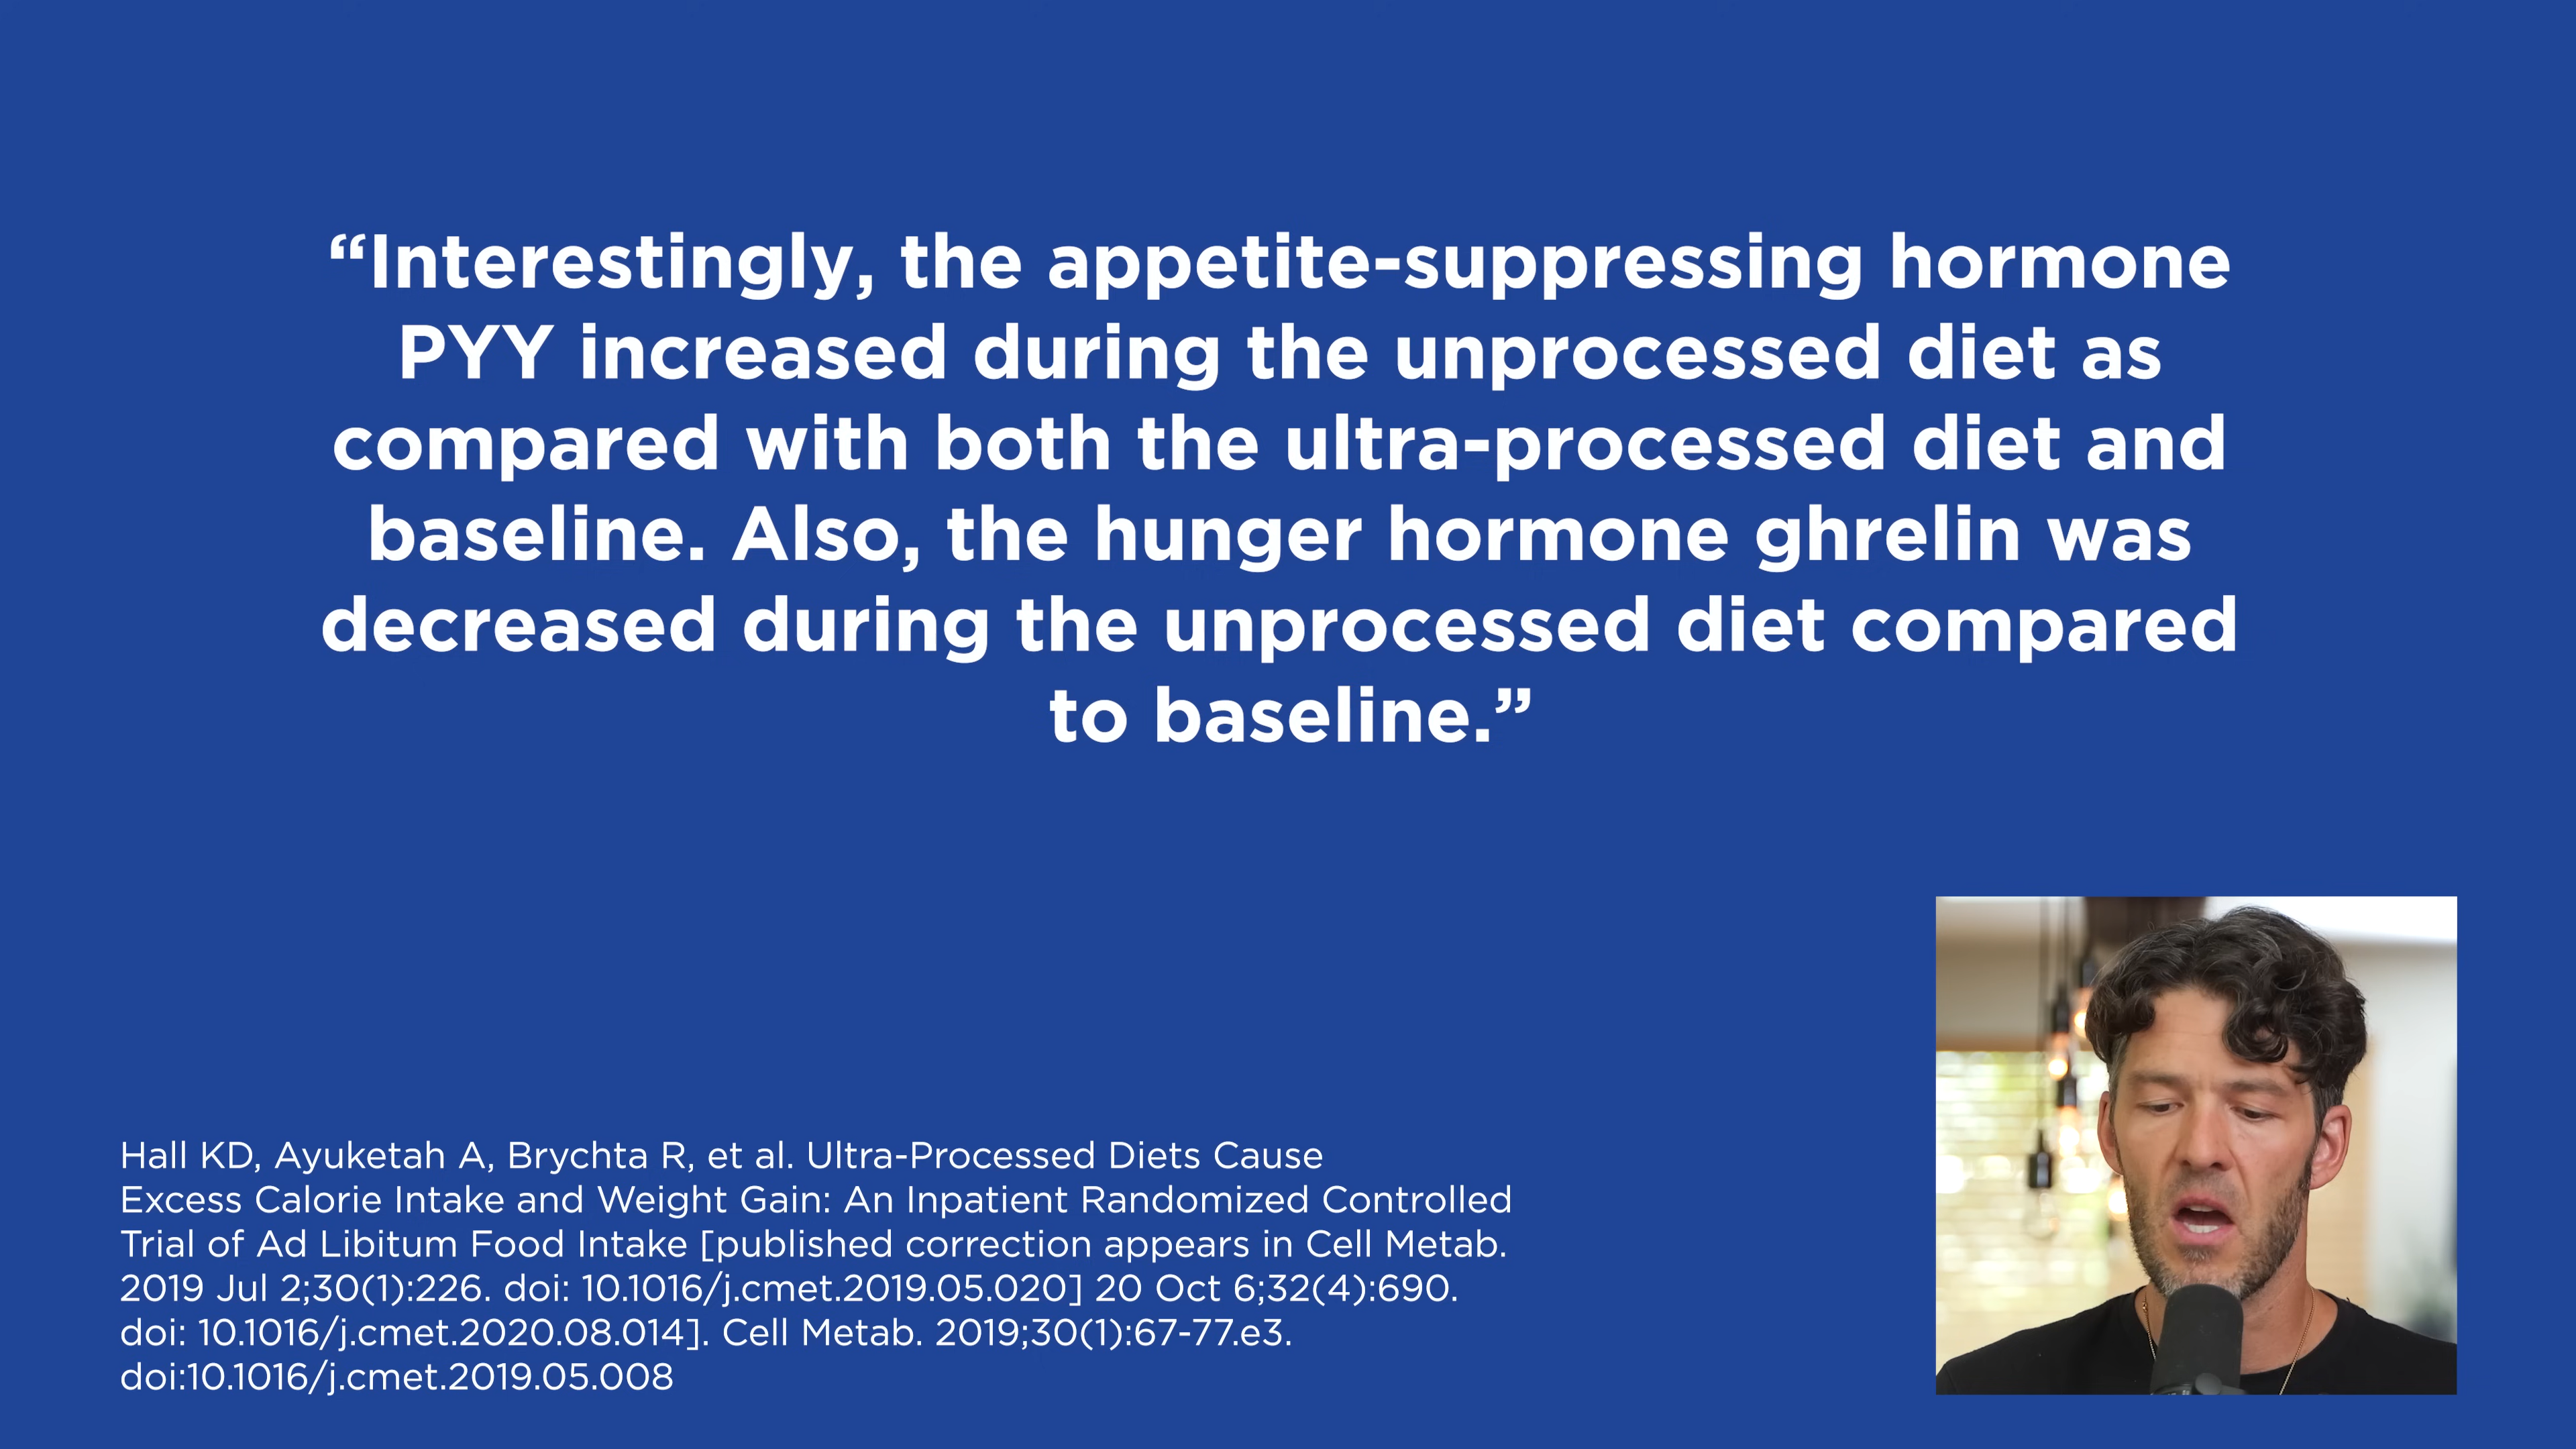 “Interestingly, the appetite-suppressing hormone
PYY increased during the unprocessed diet as
compared with both the ultra-processed diet and
baseline. Also, the hunger hormone ghrelin was
decreased during the unprocessed diet compared
to baseline.”
Hall KD, Ayuketah A, Brychta R, et al. Ultra-Processed Diets Cause
Excess Calorie Intake and Weight Gain: An Inpatient Randomized Controlled
Trial of Ad Libitum Food Intake [published correction appears in Cell Metab.
2019 Jul 2;30(1):226. doi: 10.1016/j.cmet.2019.05.020] 20 Oct 6;32(4):690.
doi: 10.1016/j.cmet.2020.08.014]. Cell Metab. 2019;30(1):67-77.e3.
doi:10.1016/j.cmet.2019.05.008